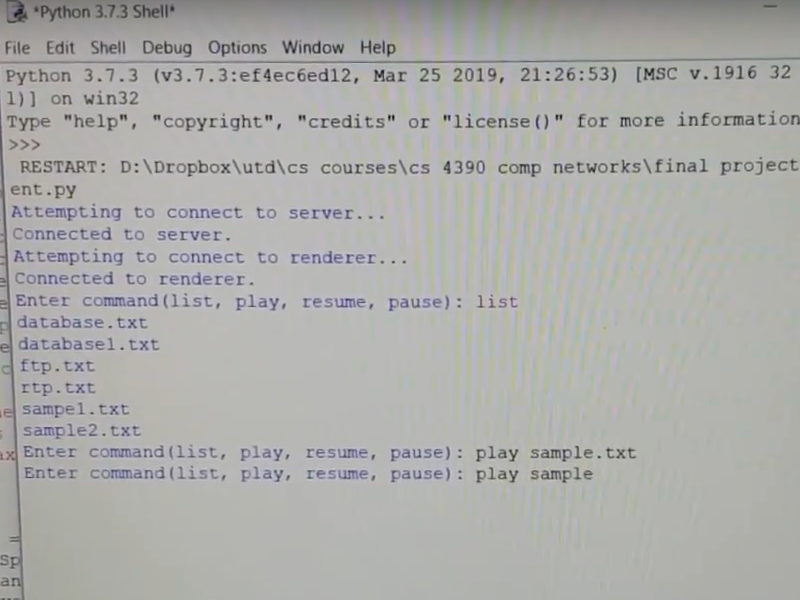 *Python 3.7.3 Shell*
File Edit Shell Debug Options Window Help
Python 3.7.3 (v3.7.3:ef4ec6ed12, Mar 25 2019, 21:26:53) [MSC v.1916 32
l)] on win32
Type "help", "copyright", "credits" or "license()" for more information
>>>
RESTART: D:\Dropbox\utd\cs courses\cs 4390 comp networks\final project
ent.py
Attempting to connect to server...
Connected to server.
Attempting to connect to renderer...
Connected to renderer.
Enter command(list, play, resume, pause): list
database.txt
database1.txt
ftp.txt
rtp.txt
sampe1.txt
sample2.txt
Enter command(list, play, resume, pause): play sample.txt
Enter command(list, play, resume, pause): play sample